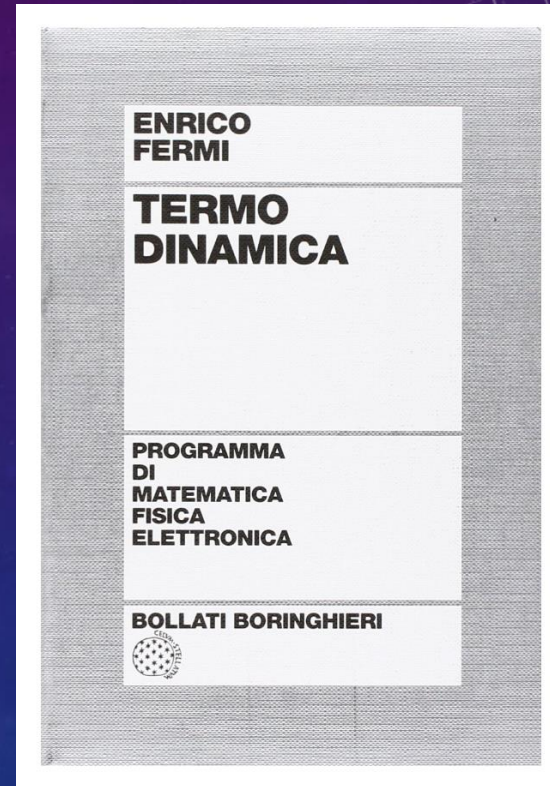 ENRICO
FERMI
TERMO
DINAMICA
PROGRAMMA
DI
MATEMATICA
FISICA
ELETTRONICA
BOLLATI BORINGHIERI